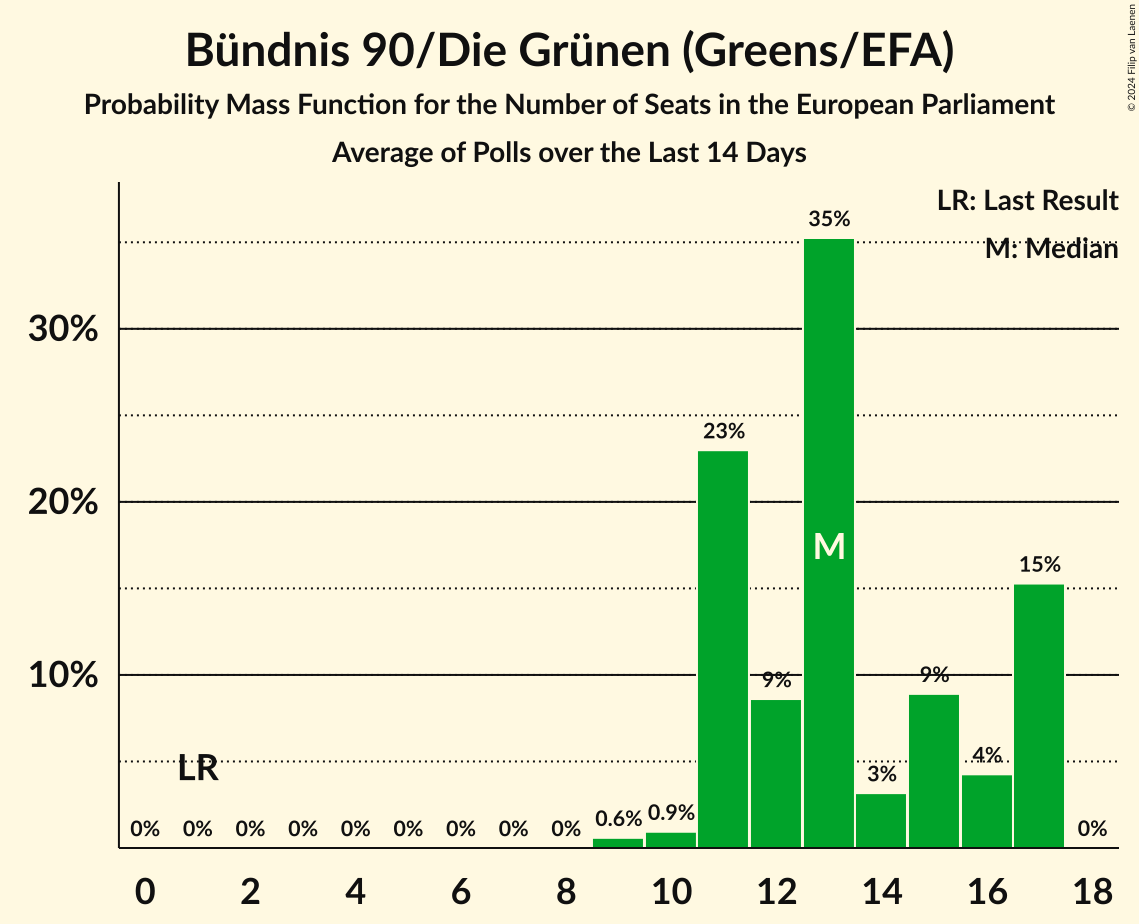 Bündnis 90/Die Grünen (Greens/EFA)
Probability Mass Function for the Number of Seats in the European Parliament
Average of Polls over the Last 14 Days
© 2024 Filip van Laenen
LR: Last Result
M: Median
35%
30%
23%
20%
M
15%
10%
9%
9%
LR
4%
3%
0% 0% 0% 0% 0% 0% 0% 0% 0% 0.6% 0.9% 0%
0 2 4 6 8 10 12 14 16 18